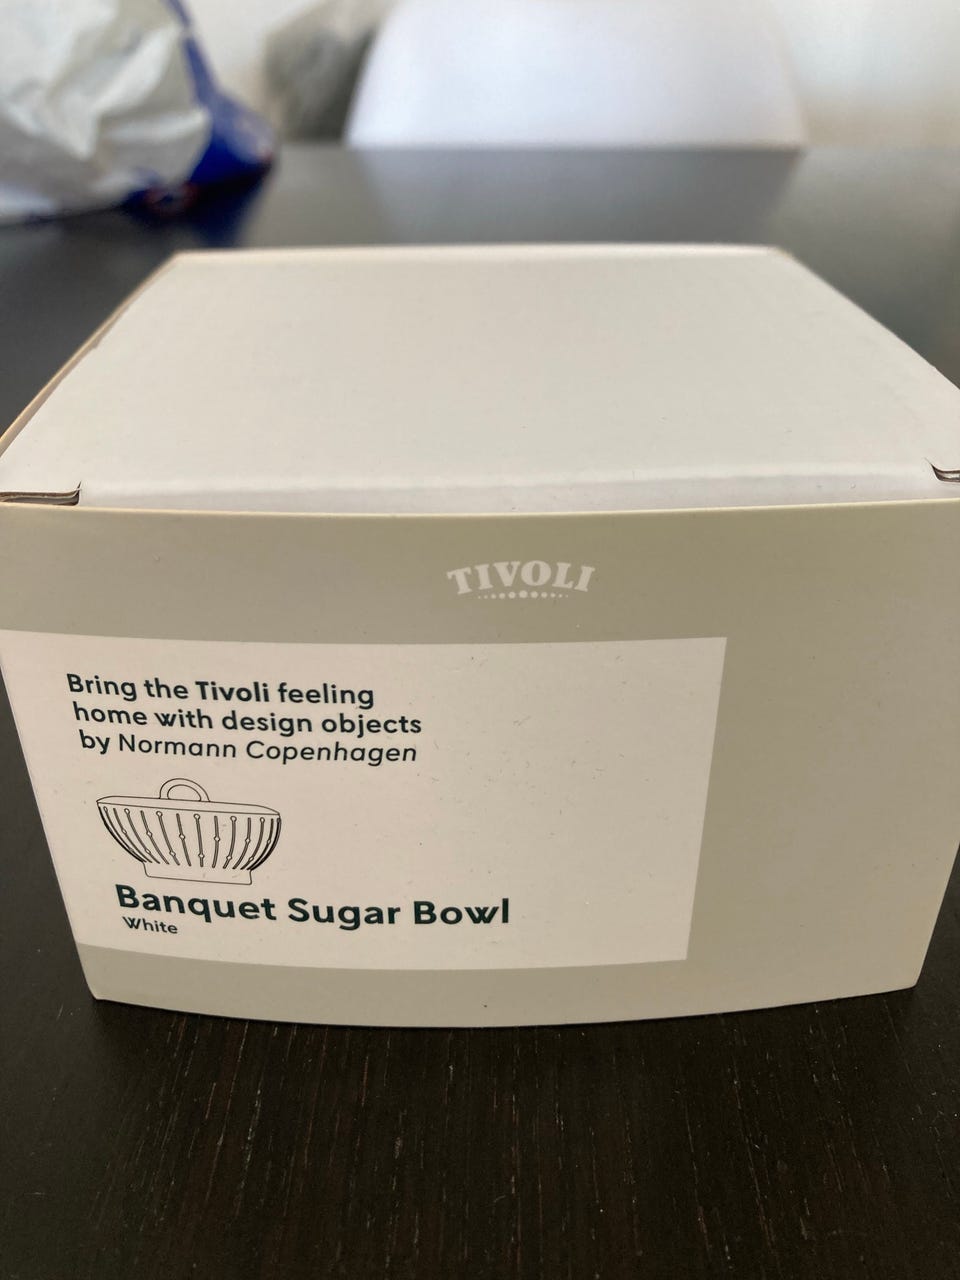 TIVOLI
Bring the Tivoli feeling
home with design objects
by Normann Copenhagen
Banquet Sugar Bowl
White